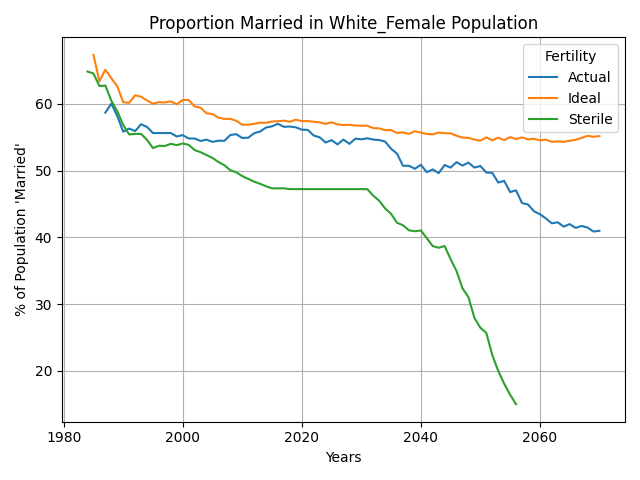 Proportion Married in White_Female Population
Fertility
Actual
Ideal
Sterile
% of Population 'Married'
60
50
40
30
20
1980
2000
2020
2040
2060
Years